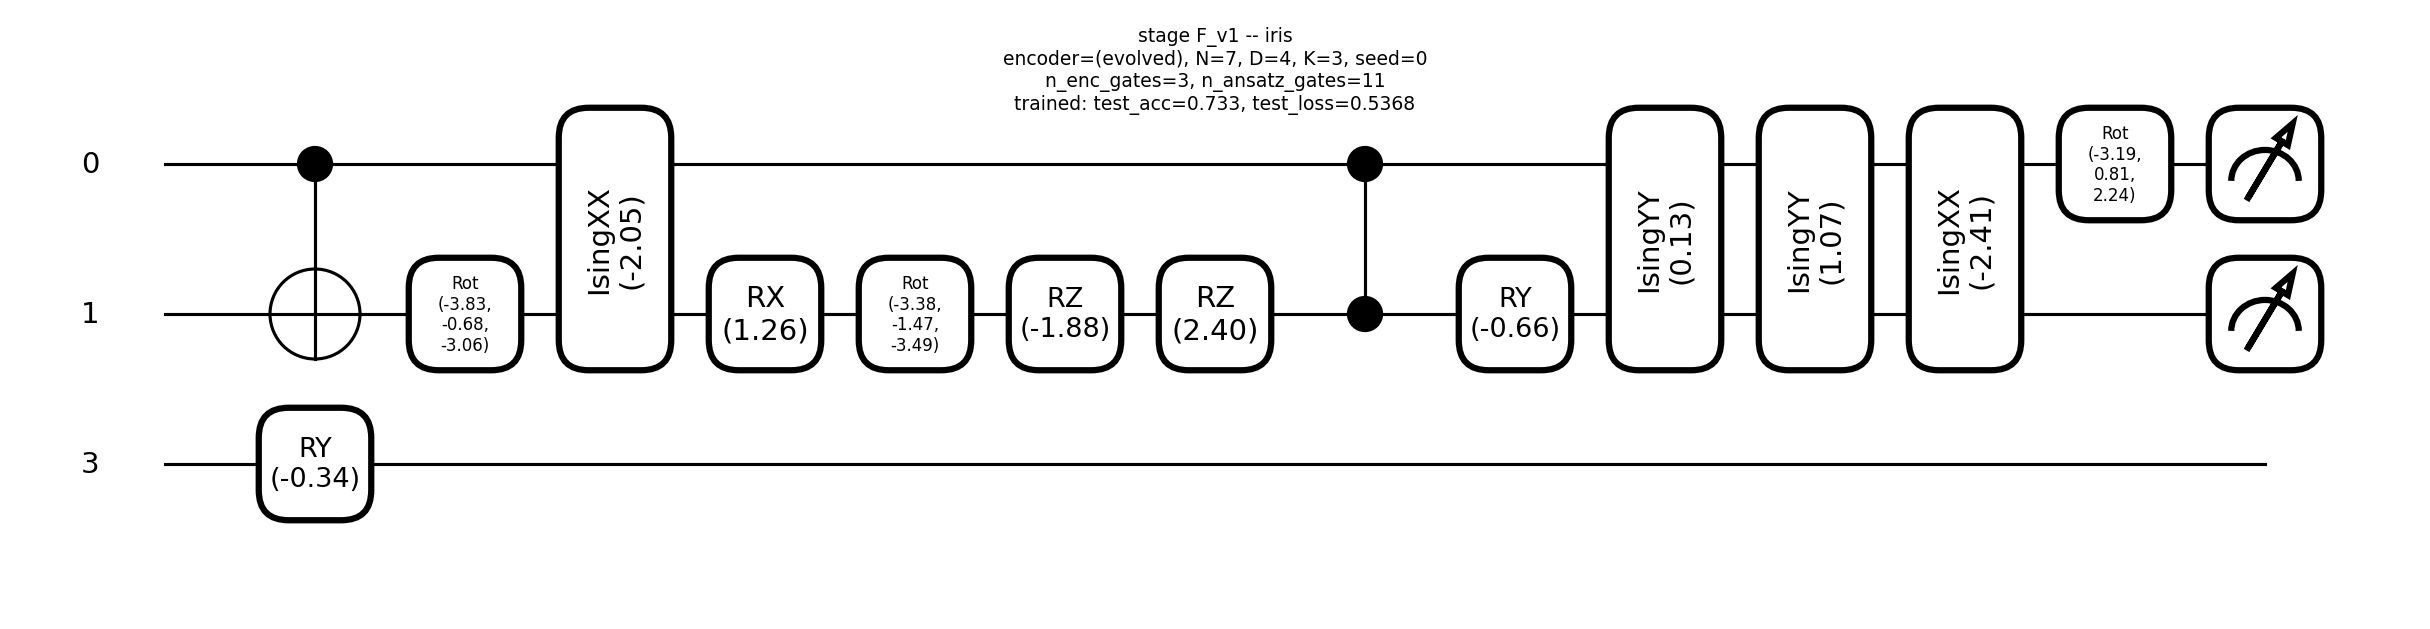 stage F_v1 -- iris
encoder=(evolved), N=7, D=4, K=3, seed=0
n_enc_gates=3, n_ansatz_gates=11
trained: test_acc=0.733, test_loss=0.5368
0
IsingXX
(-2.05)
IsingYY
(0.13)
IsingYY
(1.07)
IsingXX
(-2.41)
Rot
(-3.19,
0.81,
2.24)
1
Rot
(-3.83,
-0.68,
-3.06)
RX
(1.26)
Rot
(-3.38,
-1.47,
-3.49)
RZ
(-1.88)
RZ
(2.40)
RY
(-0.66)
3
RY
(-0.34)